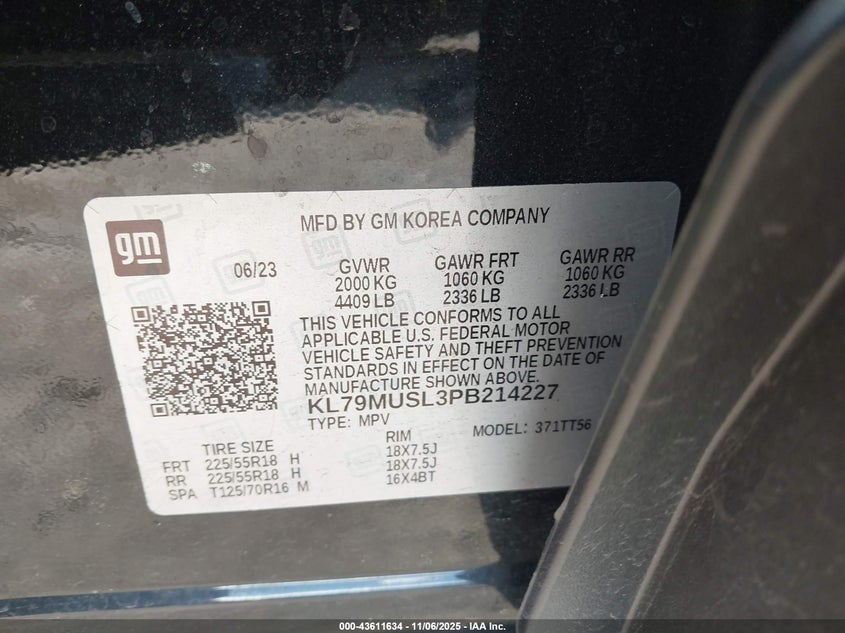 gm
MFD BY GM KOREA COMPANY
06/23
GVWR
2000 KG
4409 LB
GAWR FRT
1060 KG
2336 LB
GAWR RR
1060 KG
2336 LB
THIS VEHICLE CONFORMS TO ALL
APPLICABLE U.S. FEDERAL MOTOR
VEHICLE SAFETY AND THEFT PREVENTION
STANDARDS IN EFFECT ON THE DATE OF
MANUFACTURE SHOWN ABOVE.
KL79MUSL3PB214227
TYPE: MPV
MODEL: 371TT56
TIRE SIZE RIM
FRT 225/55R18 H 18X7.5J
RR 225/55R18 H 18X7.5J
SPA T125/70R16 M 16X4BT
000-43611634 - 11/06/2025 - IAA Inc.